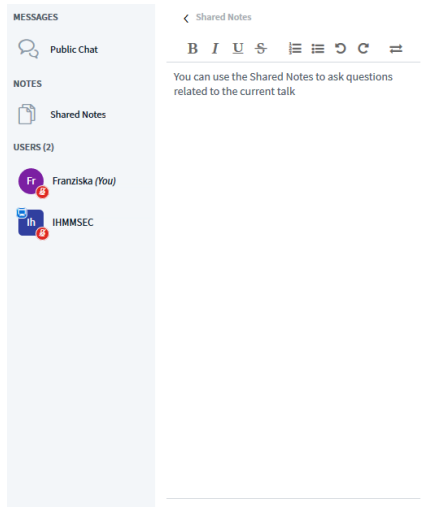 MESSAGES
Public Chat
NOTES
Shared Notes
USERS (2)
Fr
Franziska (You)
Ih
IHMMSEC
Shared Notes
B I U S
You can use the Shared Notes to ask questions
related to the current talk